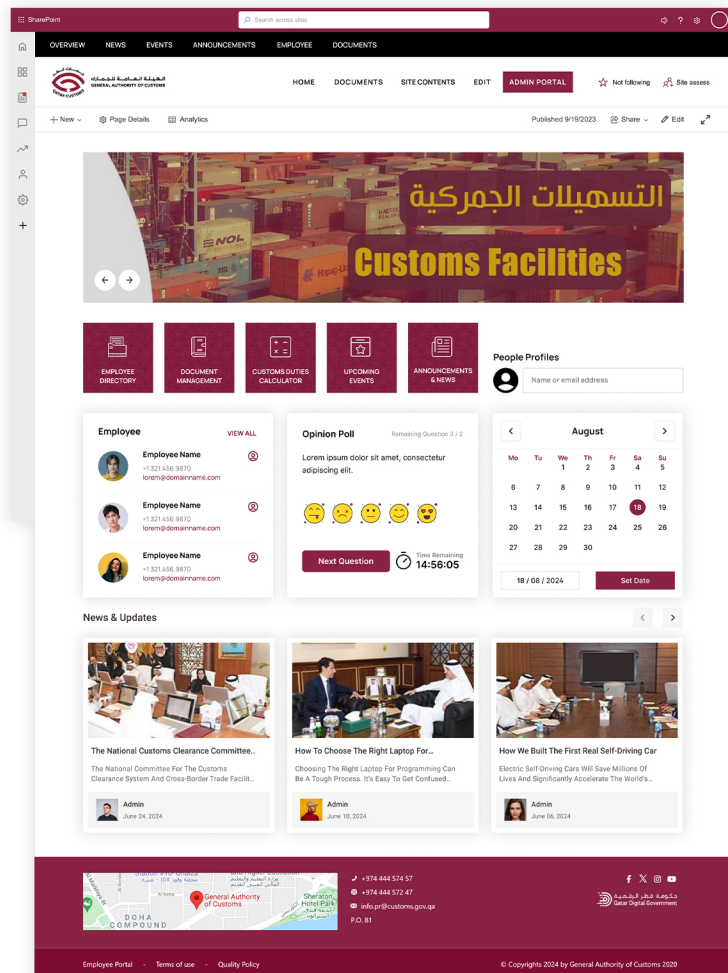 SharePoint
Search across sites
?
OVERVIEW NEWS EVENTS ANNOUNCEMENTS EMPLOYEE DOCUMENTS
الهيئة العامة للجمارك
GENERAL AUTHORITY OF CUSTOMS
QATAR CUSTOMS
HOME DOCUMENTS SITE CONTENTS EDIT ADMIN PORTAL Not following Site assess
New Page Details Analytics Published 9/19/2023 Share Edit
التسهيلات الجمركية
Customs Facilities
NOL
EMPLOYEE
DIRECTORY
DOCUMENT
MANAGEMENT
CUSTOMS DUTIES
CALCULATOR
UPCOMING
EVENTS
ANNOUNCEMENTS
& NEWS
People Profiles
Name or email address
Employee VIEW ALL
Employee Name
+1 321.456.9870
lorem@domainname.com
Employee Name
+1 321.456.9870
lorem@domainname.com
Employee Name
+1 321.456.9870
lorem@domainname.com
Opinion Poll Remaining Question 3 / 2
Lorem ipsum dolor sit amet, consectetur
adipiscing elit.
Next Question
Time Remaining
14:56:05
August
Mo Tu We Th Fr Sa Su
1 2 3 4 5
6 7 8 9 10 11 12
13 14 15 16 17 18 19
20 21 22 23 24 25 26
27 28 29 30
18 / 08 / 2024 Set Date
News & Updates
The National Customs Clearance Committee..
The National Committee For The Customs
Clearance System And Cross-Border Trade Facilit...
Admin
June 24, 2024
How To Choose The Right Laptop For...
Choosing The Right Laptop For Programming Can
Be A Tough Process. It's Easy To Get Confused...
Admin
June 10, 2024
How We Built The First Real Self-Driving Car
Electric Self-Driving Cars Will Save Millions Of
Lives And Significantly Accelerate The World's...
Admin
June 06, 2024
General Authority
of Customs
Sheraton
Hotel Park
DOHA
COMPOUND
+974 444 574 57
+974 444 572 47
info.pr@customs.gov.qa
P.O. 81
حكومة قطر الرقمية
Qatar Digital Government
Employee Portal - Terms of use - Quality Policy
© Copyrights 2024 by General Authority of Customs 2020